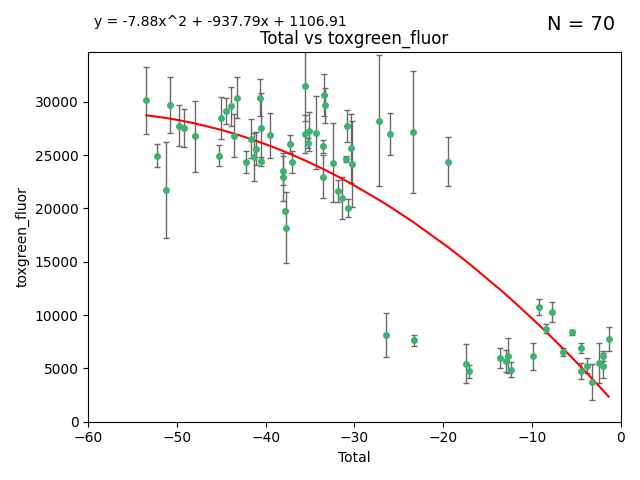 y = -7.88x^2 + -937.79x + 1106.91
N = 70
Total vs toxgreen_fluor
30000
25000
20000
15000
10000
5000
0
toxgreen_fluor
−60
−50
−40
−30
−20
−10
0
Total